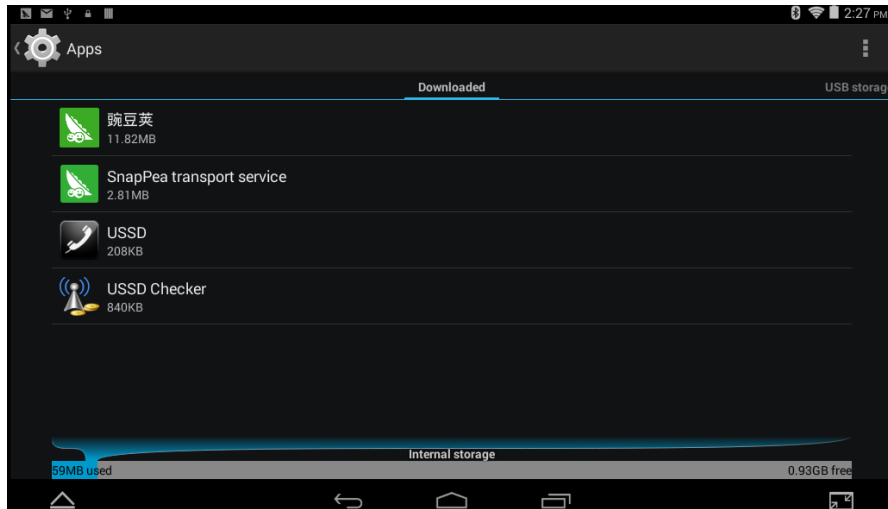 2:27 PM
Apps
Downloaded
USB storag
豌豆荚
11.82MB
SnapPea transport service
2.81MB
USSD
208KB
USSD Checker
840KB
Internal storage
59MB used
0.93GB free